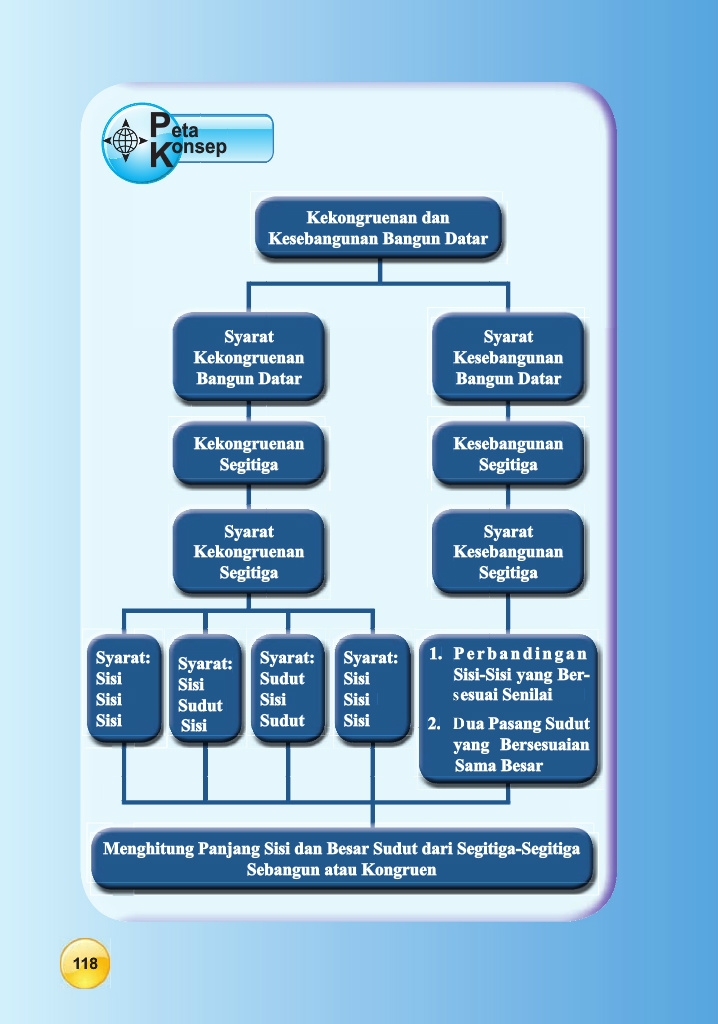 Peta
Konsep
Kekongruenan dan
Kesebangunan Bangun Datar
Syarat
Kekongruenan
Bangun Datar
Syarat
Kesebangunan
Bangun Datar
Kekongruenan
Segitiga
Kesebangunan
Segitiga
Syarat
Kekongruenan
Segitiga
Syarat
Kesebangunan
Segitiga
Syarat:
Sisi
Sisi
Sisi
Syarat:
Sisi
Sudut
Sisi
Syarat:
Sudut
Sisi
Sudut
Syarat:
Sisi
Sisi
Sisi
1. Perbandingan
Sisi-Sisi yang Ber-
sesuai Senilai
2. Dua Pasang Sudut
yang Bersesuaian
Sama Besar
Menghitung Panjang Sisi dan Besar Sudut dari Segitiga-Segitiga
Sebangun atau Kongruen
118